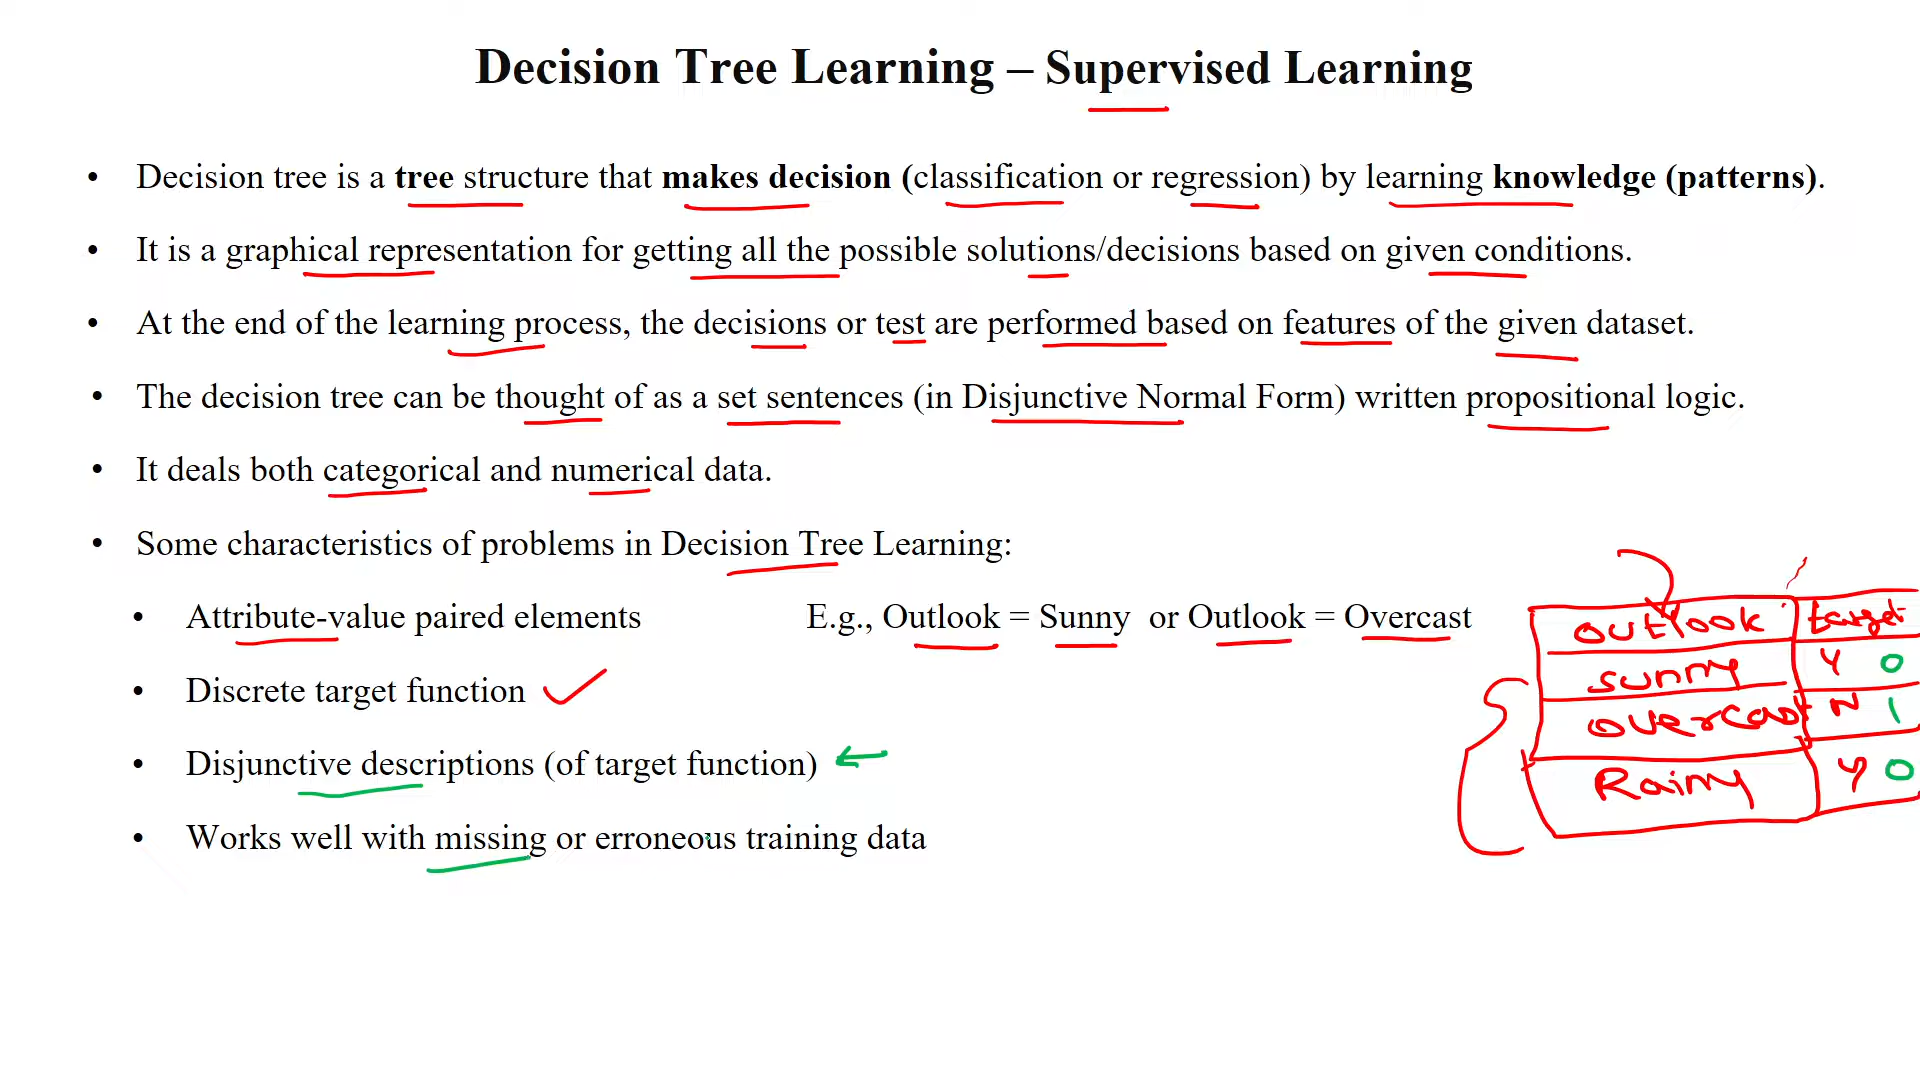 Decision Tree Learning – Supervised Learning
• Decision tree is a tree structure that makes decision (classification or regression) by learning knowledge (patterns).
• It is a graphical representation for getting all the possible solutions/decisions based on given conditions.
• At the end of the learning process, the decisions or test are performed based on features of the given dataset.
• The decision tree can be thought of as a set sentences (in Disjunctive Normal Form) written propositional logic.
• It deals both categorical and numerical data.
• Some characteristics of problems in Decision Tree Learning:
• Attribute-value paired elements E.g., Outlook = Sunny or Outlook = Overcast
• Discrete target function
• Disjunctive descriptions (of target function)
• Works well with missing or erroneous training data
outlook target
sunny Y 0
overcast N 1
Rainy Y 0